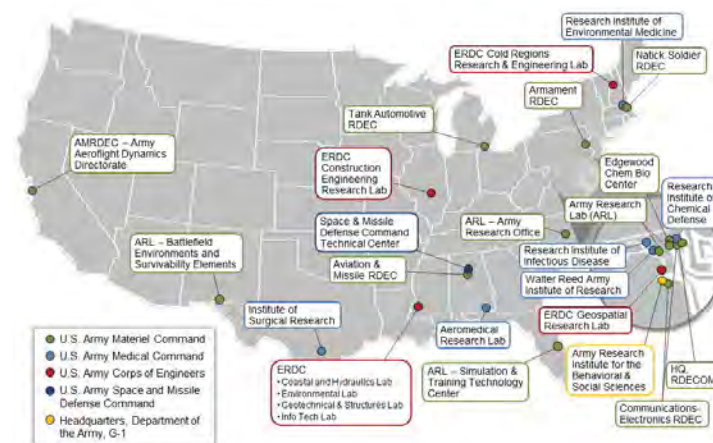 Research Institute of
Environmental Medicine
ERDC Cold Regions
Research & Engineering Lab
Natick Soldier
RDEC
Armament
RDEC
Tank Automotive
RDEC
AMRDEC – Army
Aeroflight Dynamics
Directorate
ERDC
Construction
Engineering
Research Lab
Edgewood
Chem Bio
Center
Army Research
Lab (ARL)
Research
Institute of
Chemical
Defense
Space & Missile
Defense Command
Technical Center
ARL – Army
Research Office
ARL – Battlefield
Environments and
Survivability Elements
Aviation
& Missile RDEC
Research Institute of
Infectious Disease
Walter Reed Army
Institute of Research
Institute of
Surgical Research
Aeromedical
Research Lab
ERDC Geospatial
Research Lab
U.S. Army Materiel Command
U.S. Army Medical Command
U.S. Army Corps of Engineers
U.S. Army Space and Missile
Defense Command
Headquarters, Department of
the Army, G-1
ERDC
• Coastal and Hydraulics Lab
• Environmental Lab
• Geotechnical & Structures Lab
• Info Tech Lab
ARL – Simulation &
Training Technology
Center
Army Research
Institute for the
Behavioral &
Social Sciences
HQ,
RDECOM
Communications-
Electronics RDEC